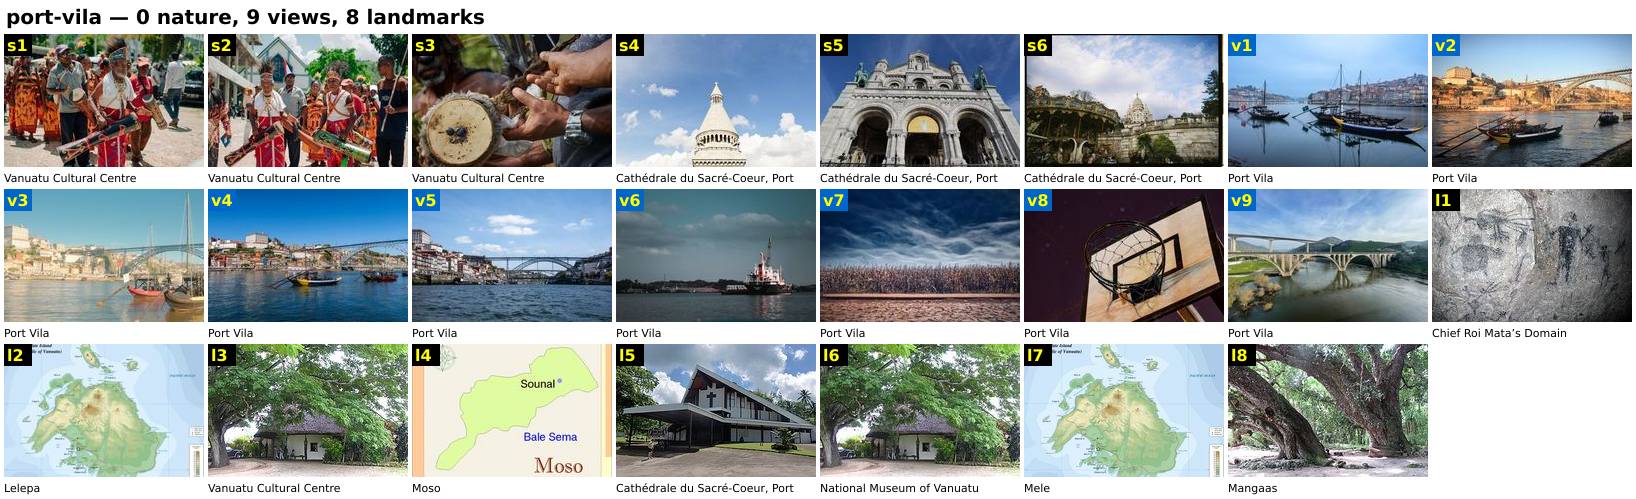 port-vila — 0 nature, 9 views, 8 landmarks
s1
s2
s3
s4
s5
s6
v1
v2
Vanuatu Cultural Centre
Vanuatu Cultural Centre
Vanuatu Cultural Centre
Cathédrale du Sacré-Coeur, Port
Cathédrale du Sacré-Coeur, Port
Cathédrale du Sacré-Coeur, Port
Port Vila
Port Vila
v3
v4
v5
v6
v7
v8
v9
l1
Port Vila
Port Vila
Port Vila
Port Vila
Port Vila
Port Vila
Port Vila
Chief Roi Mata’s Domain
l2
l3
l4
l5
l6
l7
l8
Sounal
Bale Sema
Moso
Lelepa
Vanuatu Cultural Centre
Moso
Cathédrale du Sacré-Coeur, Port
National Museum of Vanuatu
Mele
Mangaas